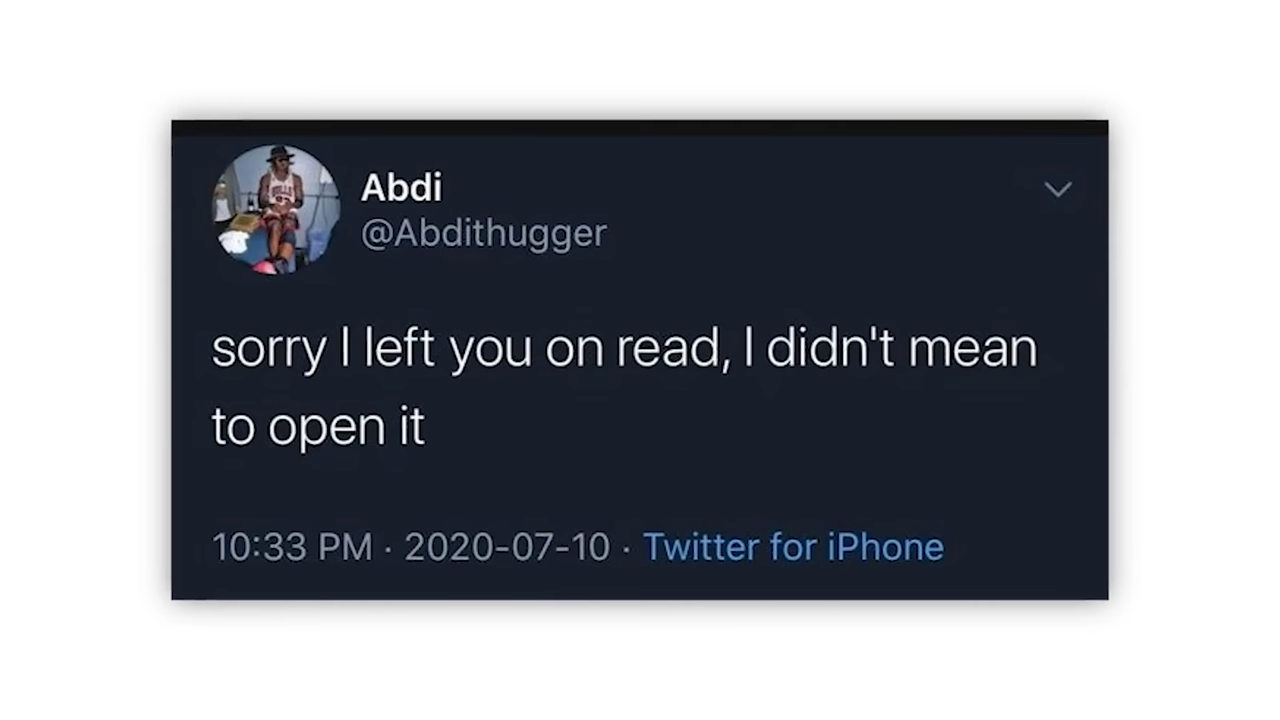 Abdi
@Abdithugger
sorry I left you on read, I didn't mean
to open it
10:33 PM · 2020-07-10 · Twitter for iPhone